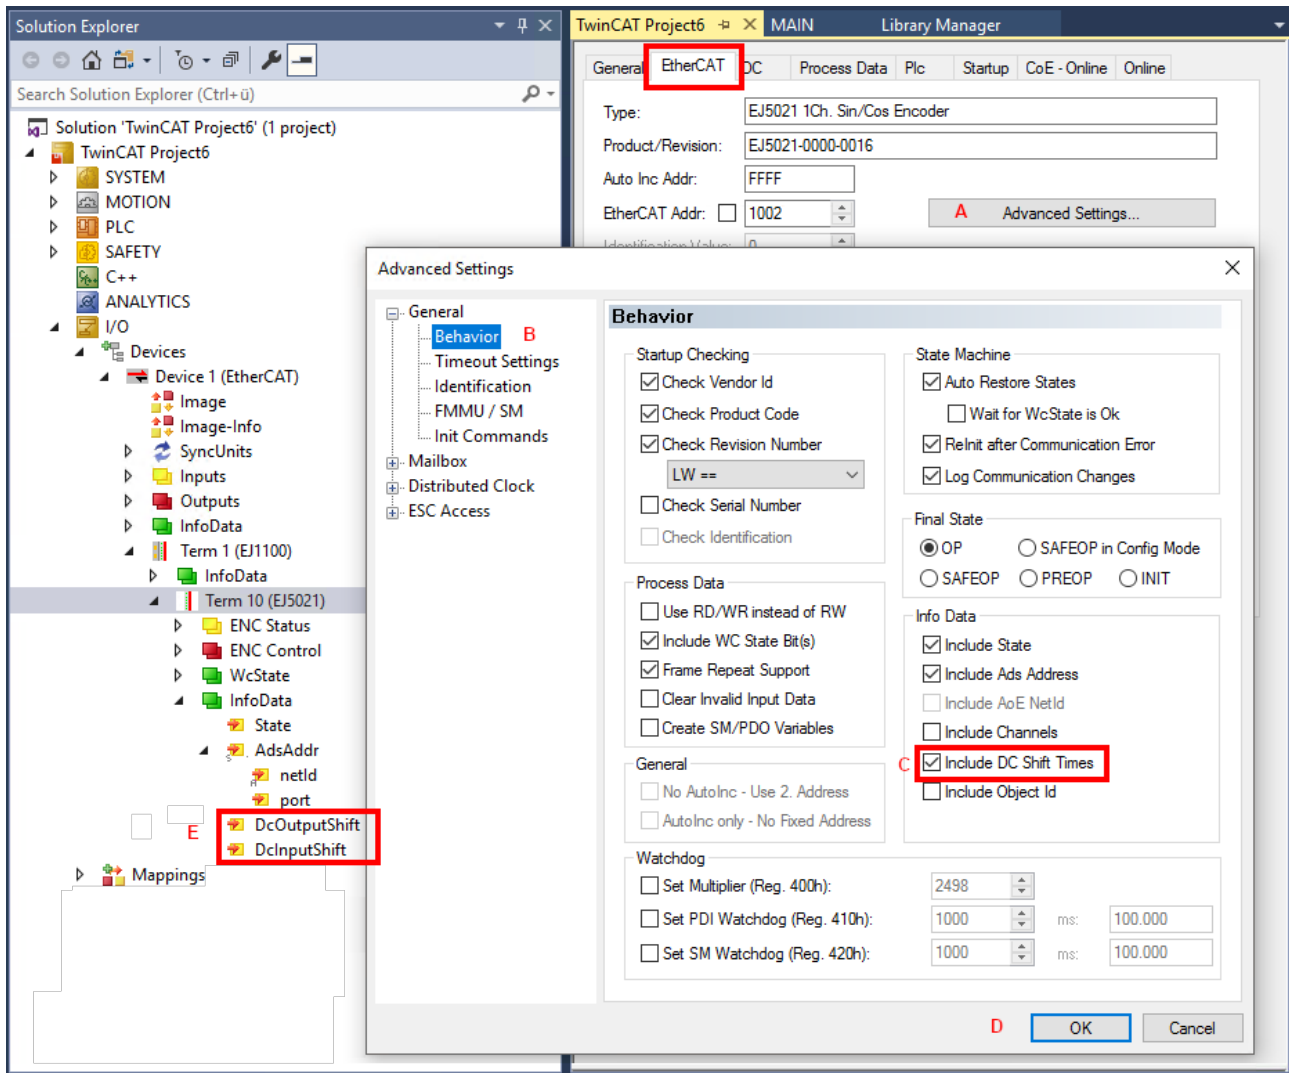 Solution Explorer
Search Solution Explorer (Ctrl+ü)
Solution 'TwinCAT Project6' (1 project)
TwinCAT Project6
SYSTEM
MOTION
PLC
SAFETY
C++
ANALYTICS
I/O
Devices
Device 1 (EtherCAT)
Image
Image-Info
SyncUnits
Inputs
Outputs
InfoData
Term 1 (EJ1100)
InfoData
Term 10 (EJ5021)
ENC Status
ENC Control
WcState
InfoData
State
AdsAddr
netId
port
E
DcOutputShift
DcInputShift
Mappings
TwinCAT Project6
MAIN
Library Manager
General
EtherCAT
DC
Process Data
Plc
Startup
CoE - Online
Online
Type:
EJ5021 1Ch. Sin/Cos Encoder
Product/Revision:
EJ5021-0000-0016
Auto Inc Addr:
FFFF
EtherCAT Addr:
1002
A
Advanced Settings...
Identification Value:
0
Advanced Settings
General
Behavior
B
Timeout Settings
Identification
FMMU / SM
Init Commands
Mailbox
Distributed Clock
ESC Access
Behavior
Startup Checking
Check Vendor Id
Check Product Code
Check Revision Number
LW ==
Check Serial Number
Check Identification
Process Data
Use RD/WR instead of RW
Include WC State Bit(s)
Frame Repeat Support
Clear Invalid Input Data
Create SM/PDO Variables
General
No AutoInc - Use 2. Address
AutoInc only - No Fixed Address
State Machine
Auto Restore States
Wait for WcState is Ok
ReInit after Communication Error
Log Communication Changes
Final State
OP
SAFEOP in Config Mode
SAFEOP
PREOP
INIT
Info Data
Include State
Include Ads Address
Include AoE NetId
Include Channels
C
Include DC Shift Times
Include Object Id
Watchdog
Set Multiplier (Reg. 400h):
2498
Set PDI Watchdog (Reg. 410h):
1000
ms:
100.000
Set SM Watchdog (Reg. 420h):
1000
ms:
100.000
D
OK
Cancel